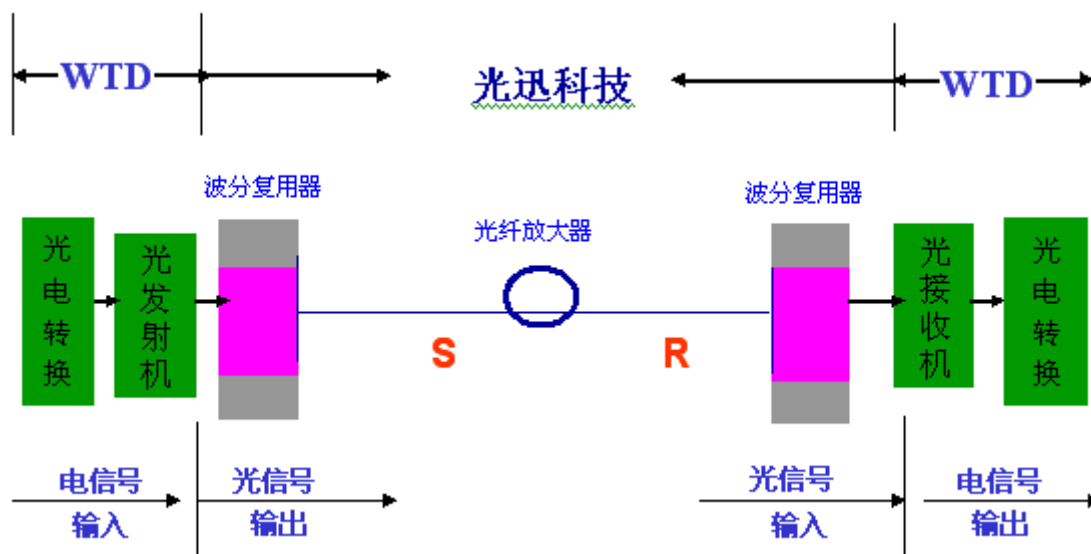 WTD
光迅科技
WTD
波分复用器
光纤放大器
波分复用器
光电转换
光发射机
光接收机
光电转换
S
R
电信号
输入
光信号
输出
光信号
输入
电信号
输出